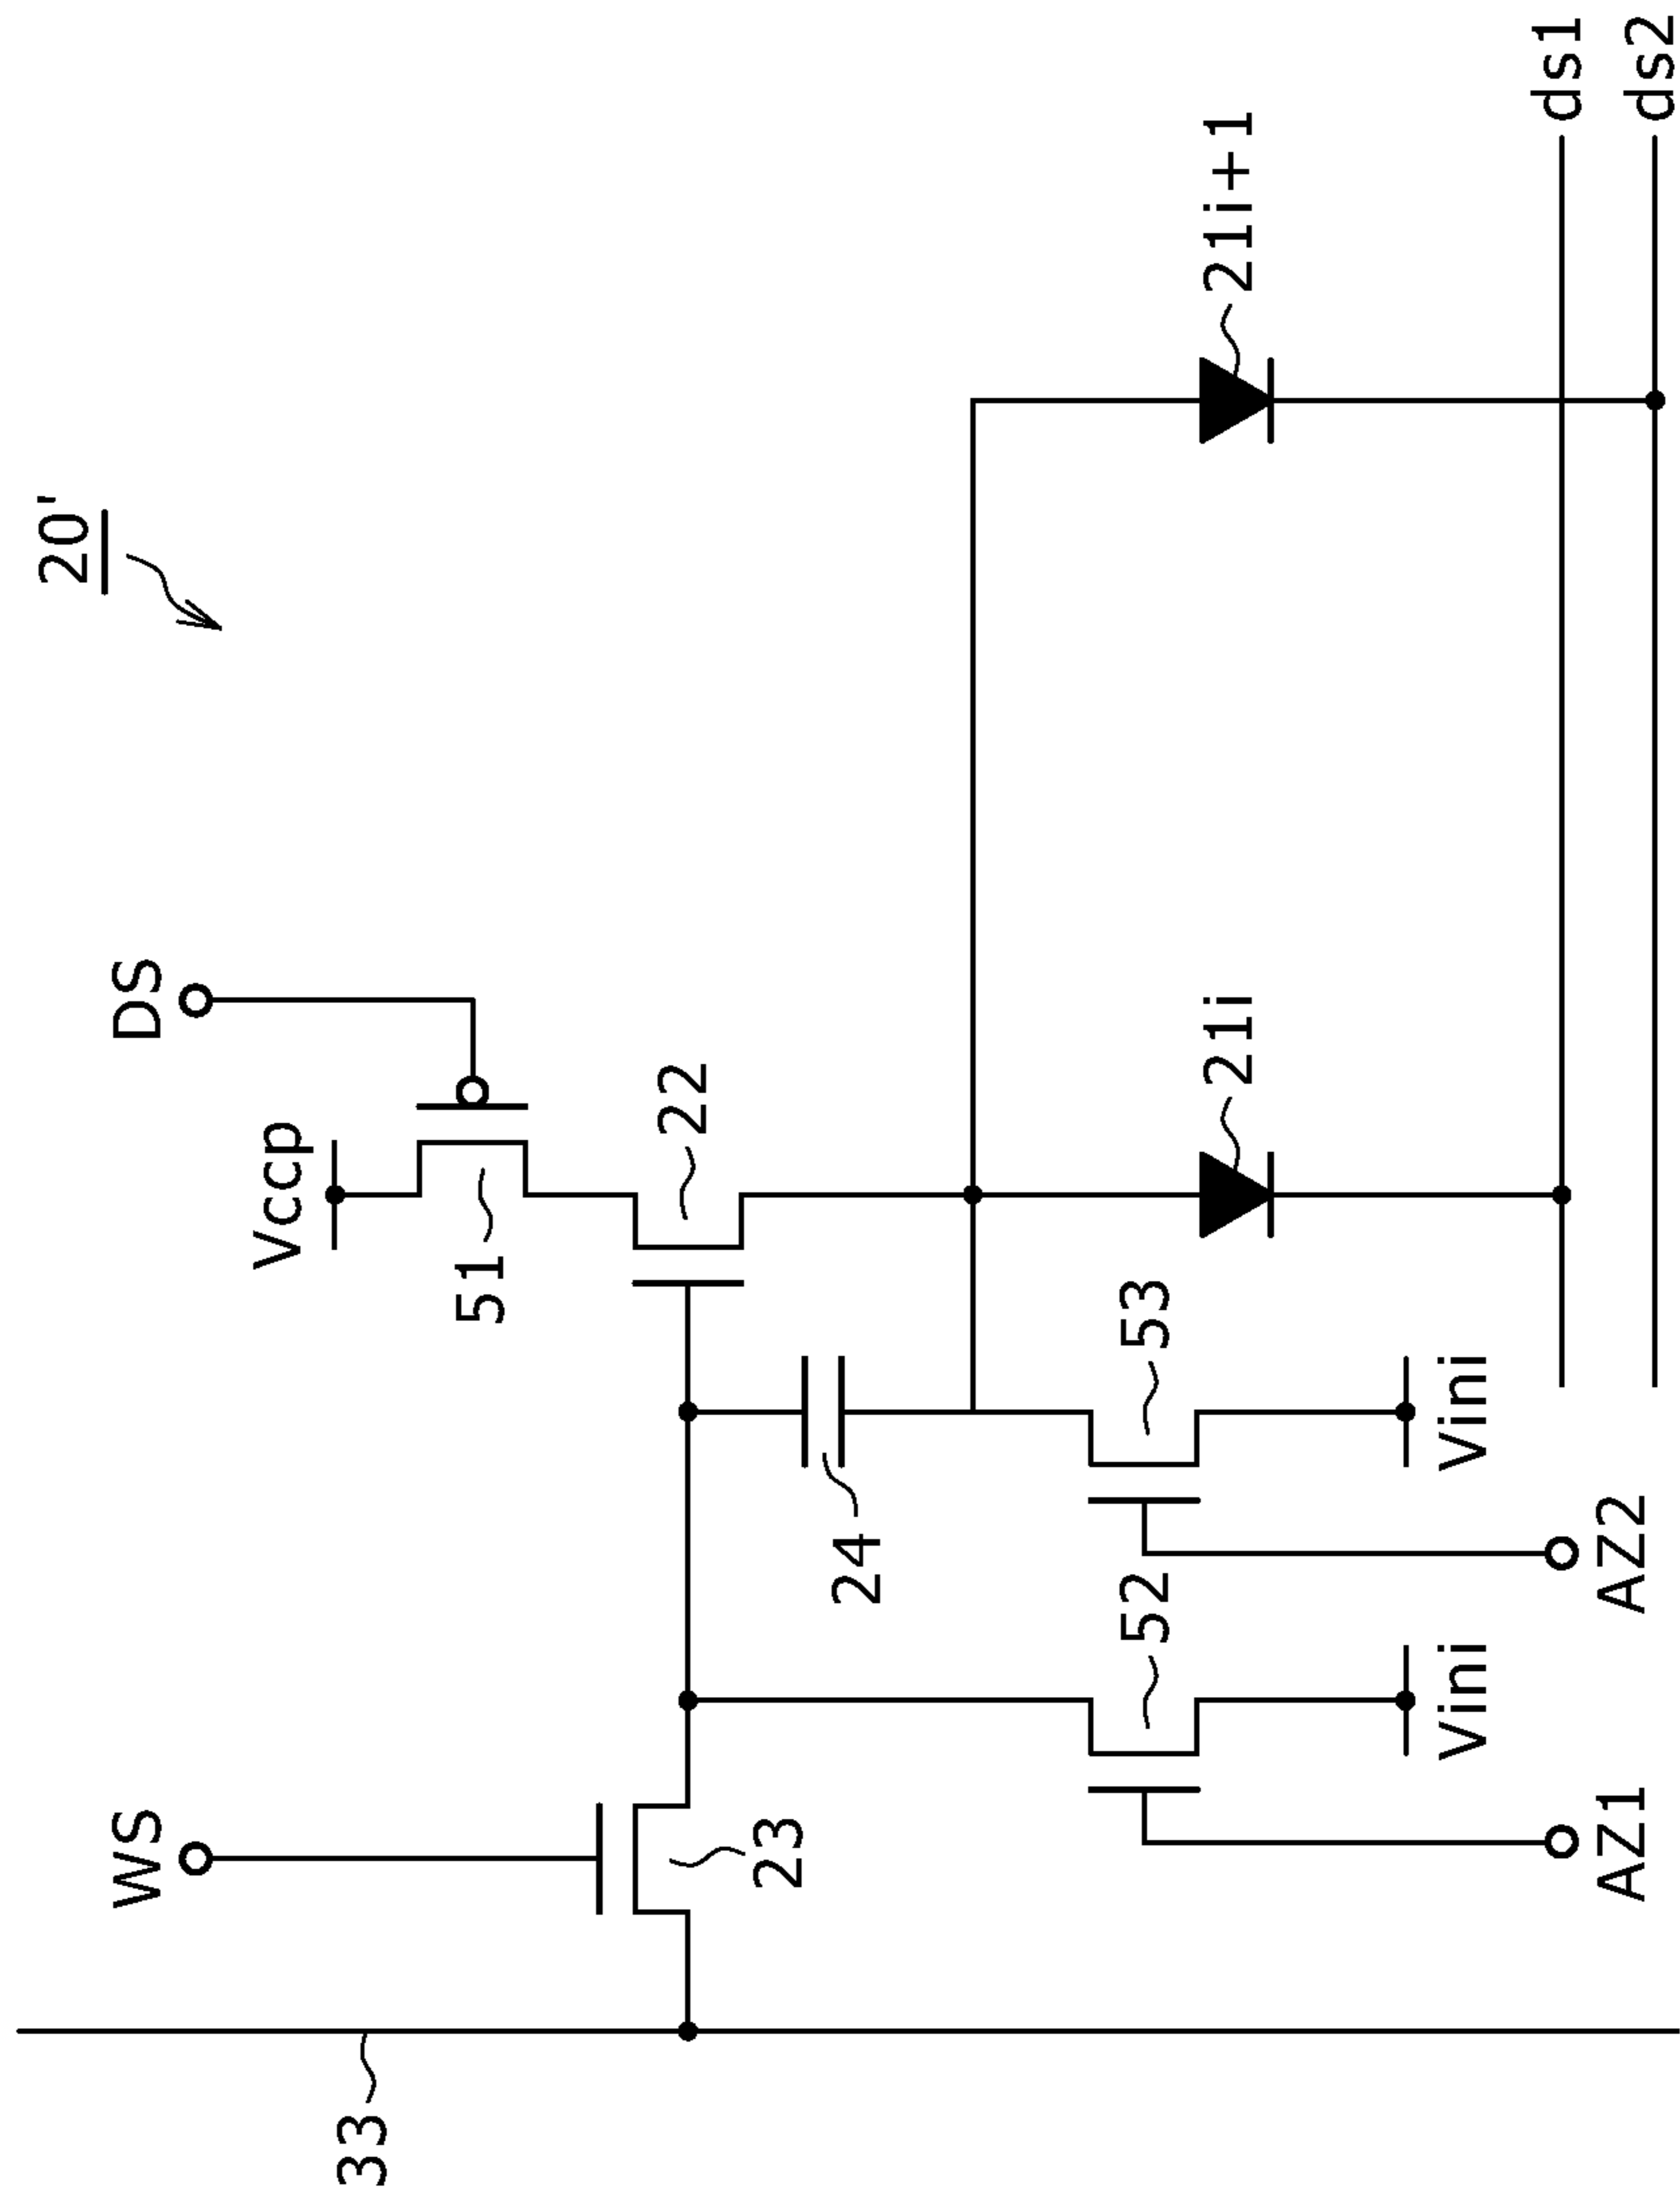 20'
WS
DS
Vccp
51
22
33
23
24
52
53
21i
21i+1
Vini
Vini
AZ1
AZ2
ds1
ds2